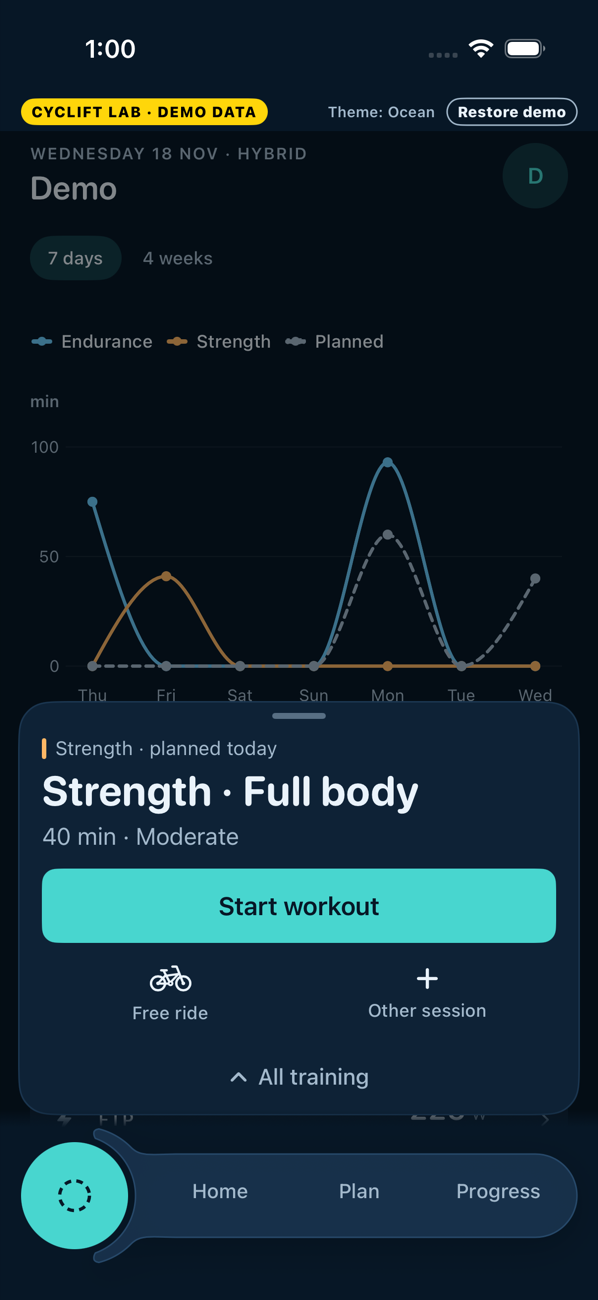 1:00
CYCLIFT LAB · DEMO DATA
Theme: Ocean
Restore demo
WEDNESDAY 18 NOV · HYBRID
Demo
D
7 days
4 weeks
Endurance
Strength
Planned
min
100
50
0
Thu Fri Sat Sun Mon Tue Wed
Strength · planned today
Strength · Full body
40 min · Moderate
Start workout
Free ride
Other session
All training
FTP
Home
Plan
Progress